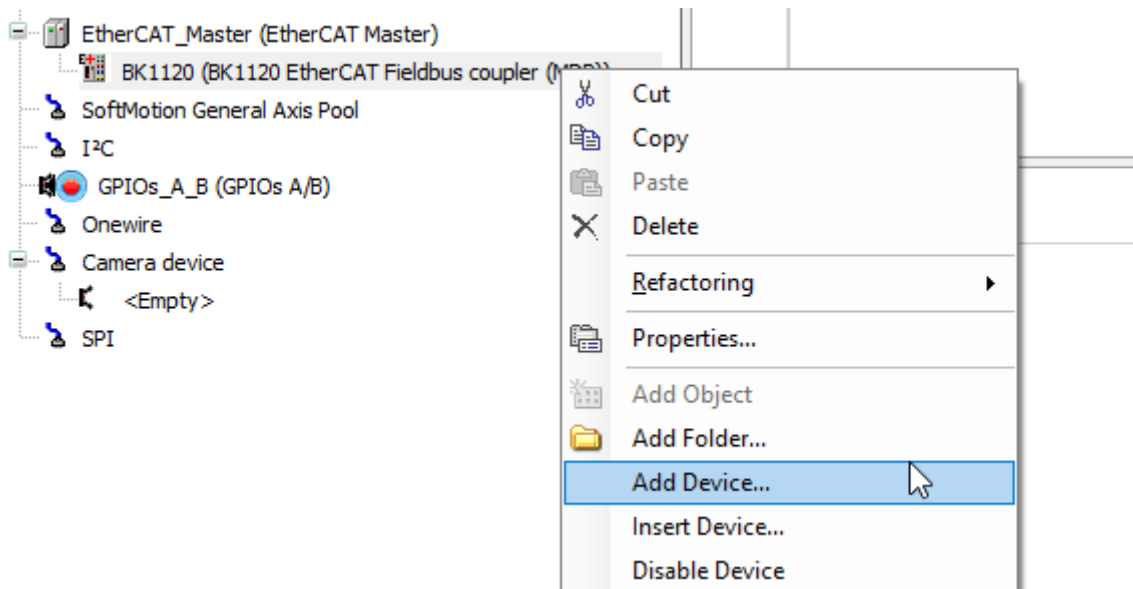 EtherCAT_Master (EtherCAT Master)
BK1120 (BK1120 EtherCAT Fieldbus coupler
SoftMotion General Axis Pool
I²C
GPIOs_A_B (GPIOs A/B)
Onewire
Camera device
<Empty>
SPI
Cut
Copy
Paste
Delete
Refactoring
Properties...
Add Object
Add Folder...
Add Device...
Insert Device...
Disable Device